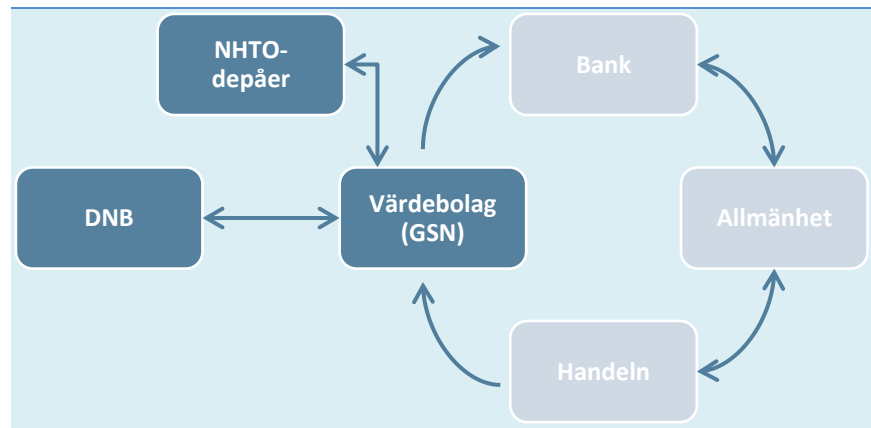 NHTO-
depåer
Bank
DNB
Värdebolag
(GSN)
Allmänhet
Handeln